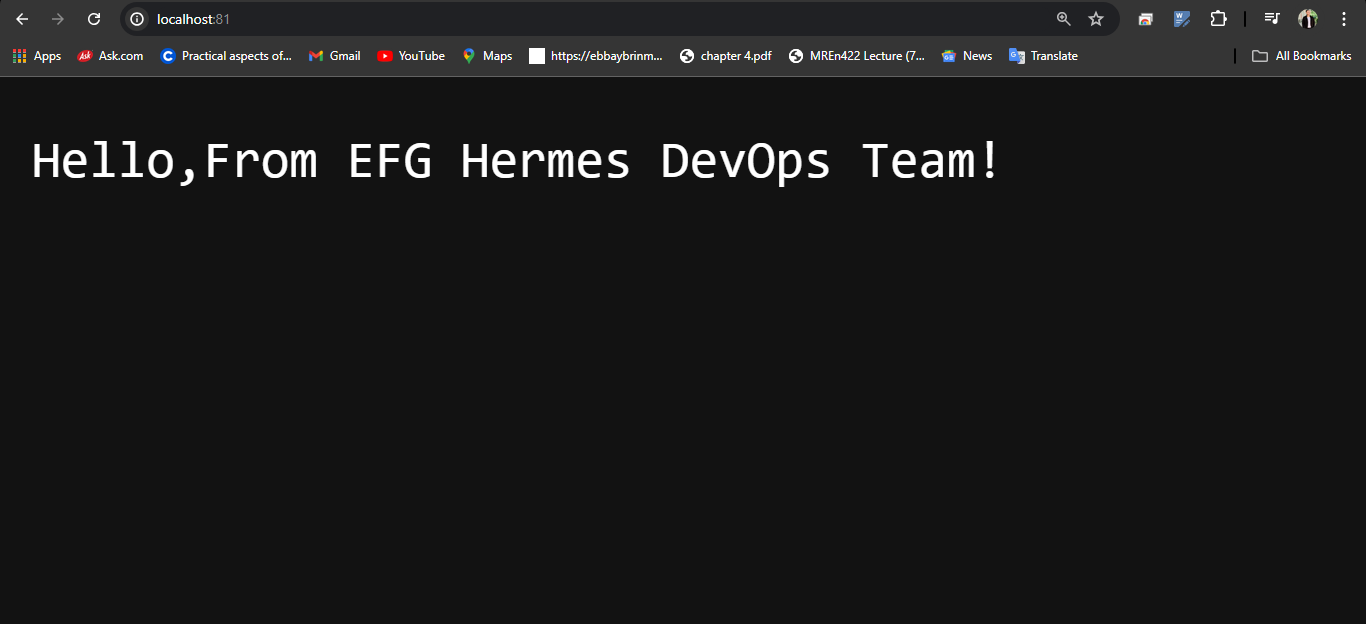 localhost:81
Apps Ask Ask.com C Practical aspects of... Gmail YouTube Maps https://ebbaybrinm... chapter 4.pdf MREn422 Lecture (7... News Translate All Bookmarks
Hello,From EFG Hermes DevOps Team!